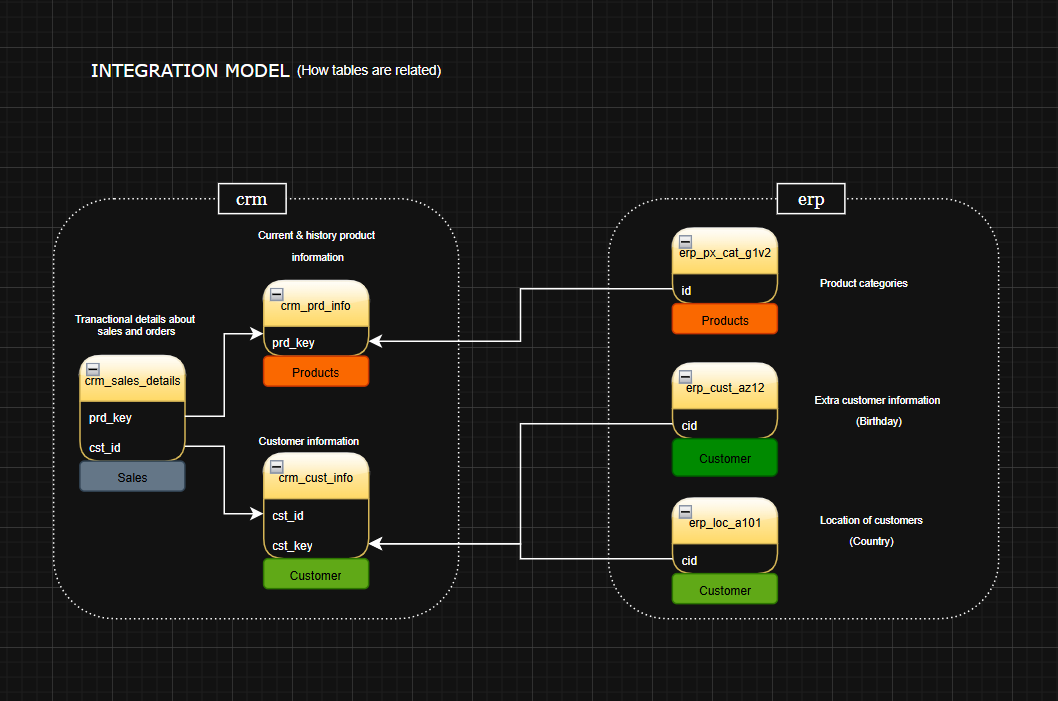 INTEGRATION MODEL (How tables are related)
crm
Current & history product
information
crm_prd_info
prd_key
Products
Tranactional details about
sales and orders
crm_sales_details
prd_key
cst_id
Sales
Customer information
crm_cust_info
cst_id
cst_key
Customer
erp
erp_px_cat_g1v2
id
Products
Product categories
erp_cust_az12
cid
Customer
Extra customer information
(Birthday)
erp_loc_a101
cid
Customer
Location of customers
(Country)